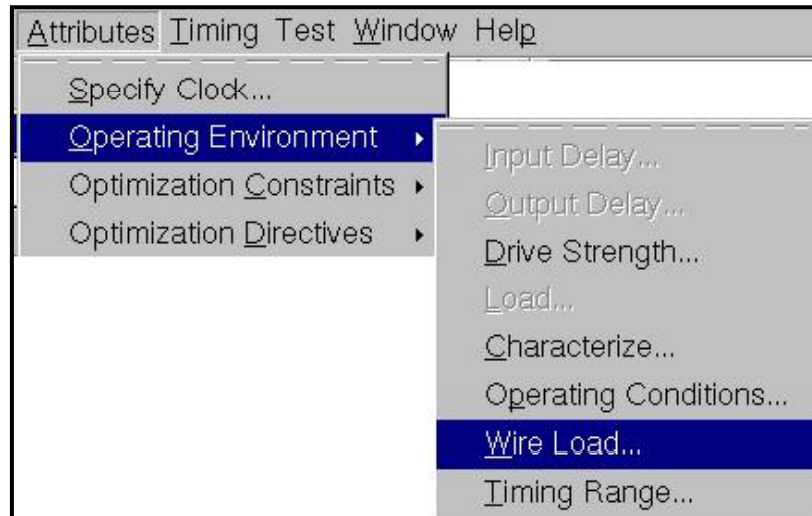 Attributes Timing Test Window Help
Specify Clock...
Operating Environment
Optimization Constraints
Optimization Directives
Input Delay...
Output Delay...
Drive Strength...
Load...
Characterize...
Operating Conditions...
Wire Load...
Timing Range...